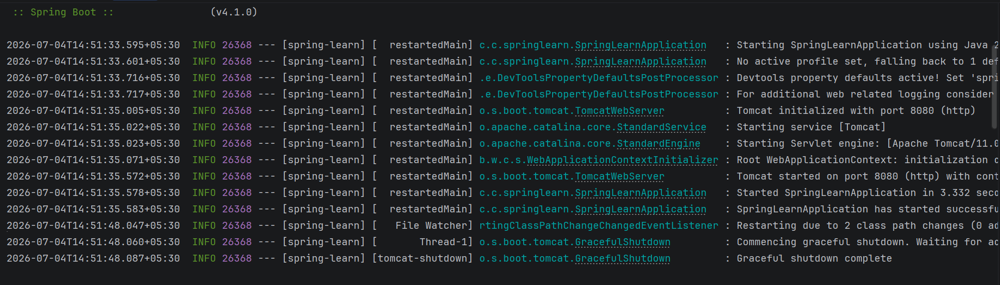 :: Spring Boot ::                (v4.1.0)
2026-07-04T14:51:33.595+05:30  INFO 26368 --- [spring-learn] [  restartedMain] c.c.springlearn.SpringLearnApplication   : Starting SpringLearnApplication using Java
2026-07-04T14:51:33.601+05:30  INFO 26368 --- [spring-learn] [  restartedMain] c.c.springlearn.SpringLearnApplication   : No active profile set, falling back to 1
2026-07-04T14:51:33.716+05:30  INFO 26368 --- [spring-learn] [  restartedMain] .e.DevToolsPropertyDefaultsPostProcessor : Devtools property defaults active! Set 'spri
2026-07-04T14:51:33.717+05:30  INFO 26368 --- [spring-learn] [  restartedMain] .e.DevToolsPropertyDefaultsPostProcessor : For additional web related logging consider
2026-07-04T14:51:35.005+05:30  INFO 26368 --- [spring-learn] [  restartedMain] o.s.boot.tomcat.TomcatWebServer          : Tomcat initialized with port 8080 (http)
2026-07-04T14:51:35.022+05:30  INFO 26368 --- [spring-learn] [  restartedMain] o.apache.catalina.core.StandardService   : Starting service [Tomcat]
2026-07-04T14:51:35.023+05:30  INFO 26368 --- [spring-learn] [  restartedMain] o.apache.catalina.core.StandardEngine    : Starting Servlet engine: [Apache Tomcat/11.0
2026-07-04T14:51:35.071+05:30  INFO 26368 --- [spring-learn] [  restartedMain] b.w.c.s.WebApplicationContextInitializer : Root WebApplicationContext: initialization
2026-07-04T14:51:35.572+05:30  INFO 26368 --- [spring-learn] [  restartedMain] o.s.boot.tomcat.TomcatWebServer          : Tomcat started on port 8080 (http) with cont
2026-07-04T14:51:35.578+05:30  INFO 26368 --- [spring-learn] [  restartedMain] c.c.springlearn.SpringLearnApplication   : Started SpringLearnApplication in 3.332 seco
2026-07-04T14:51:35.583+05:30  INFO 26368 --- [spring-learn] [  restartedMain] c.c.springlearn.SpringLearnApplication   : SpringLearnApplication has started successfu
2026-07-04T14:51:48.047+05:30  INFO 26368 --- [spring-learn] [   File Watcher] rtingClassPathChangeChangedEventListener : Restarting due to 2 class path changes (0 ad
2026-07-04T14:51:48.060+05:30  INFO 26368 --- [spring-learn] [       Thread-1] o.s.boot.tomcat.GracefulShutdown         : Commencing graceful shutdown. Waiting for ac
2026-07-04T14:51:48.087+05:30  INFO 26368 --- [spring-learn] [tomcat-shutdown] o.s.boot.tomcat.GracefulShutdown         : Graceful shutdown complete